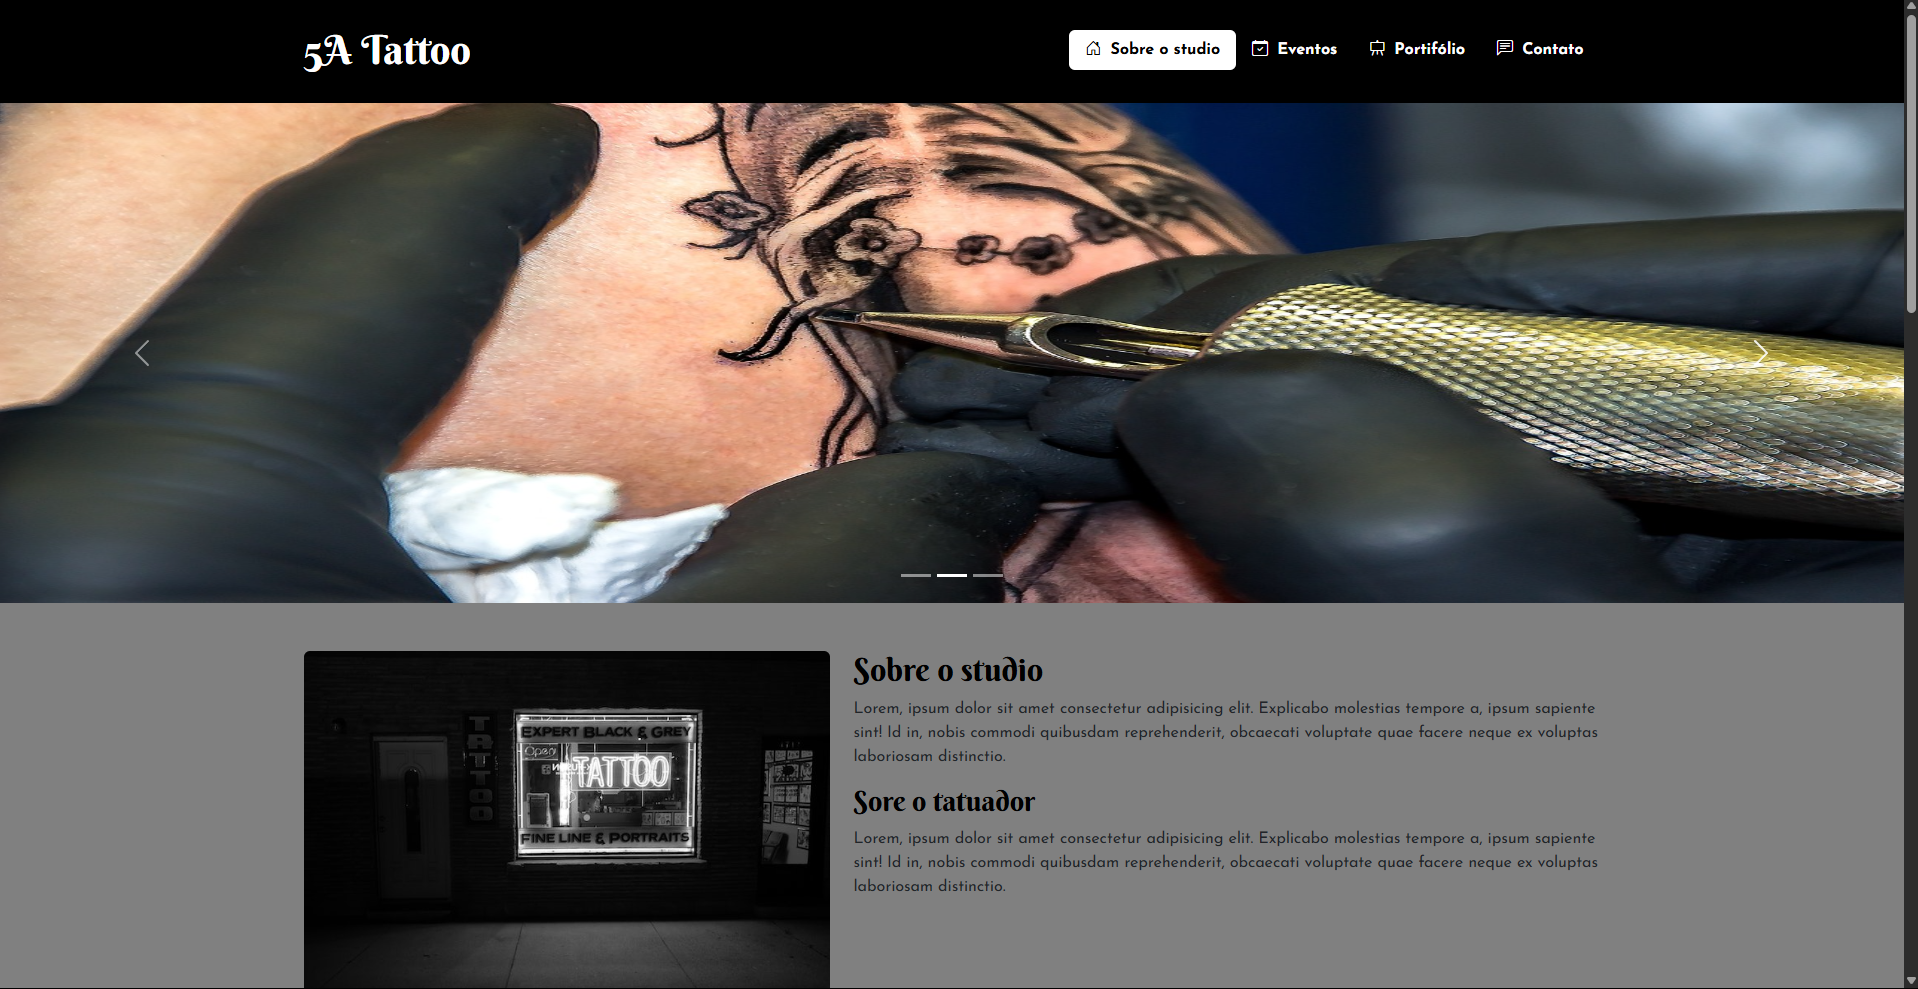 5A Tattoo
Sobre o studio
Eventos
Portifólio
Contato
Sobre o studio
Lorem, ipsum dolor sit amet consectetur adipisicing elit. Explicabo molestias tempore a, ipsum sapiente
sint! Id in, nobis commodi quibusdam reprehenderit, obcaecati voluptate quae facere neque ex voluptas
laboriosam distinctio.
Sore o tatuador
Lorem, ipsum dolor sit amet consectetur adipisicing elit. Explicabo molestias tempore a, ipsum sapiente
sint! Id in, nobis commodi quibusdam reprehenderit, obcaecati voluptate quae facere neque ex voluptas
laboriosam distinctio.
TATTOO
EXPERT BLACK & GREY
Open
TATTOO
FINE LINE & PORTRAITS